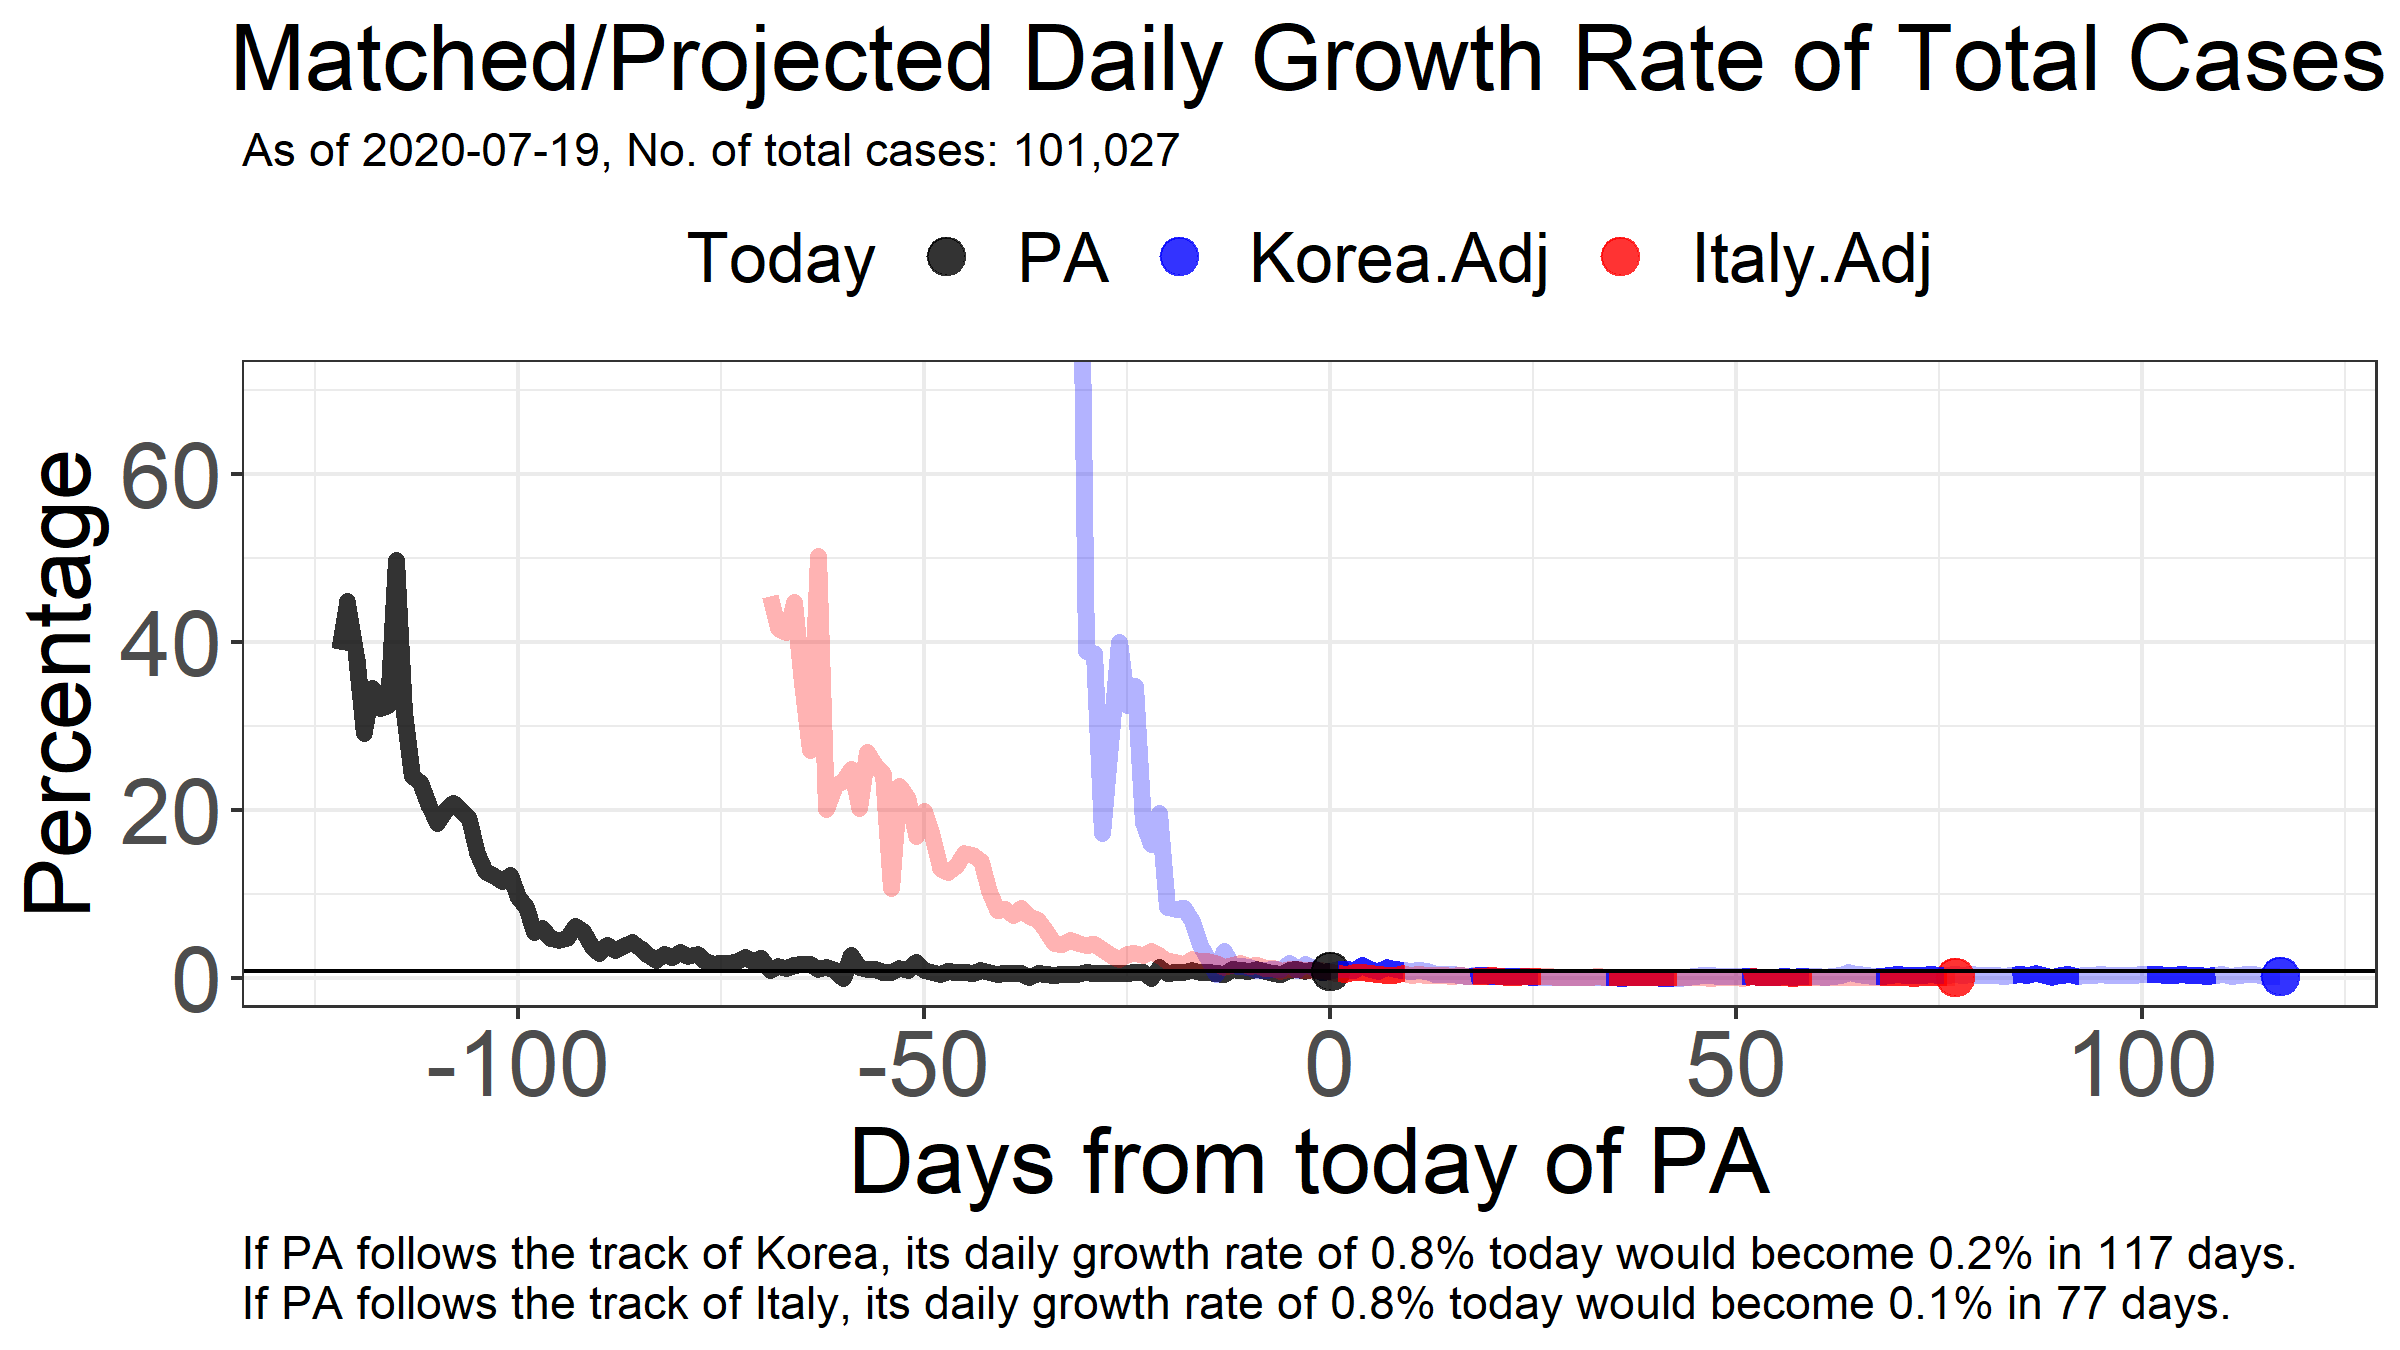 Matched/Projected Daily Growth Rate of Total Cases
As of 2020-07-19, No. of total cases: 101,027
Today PA Korea.Adj Italy.Adj
Percentage
60
40
20
0
-100 -50 0 50 100
Days from today of PA
If PA follows the track of Korea, its daily growth rate of 0.8% today would become 0.2% in 117 days.
If PA follows the track of Italy, its daily growth rate of 0.8% today would become 0.1% in 77 days.